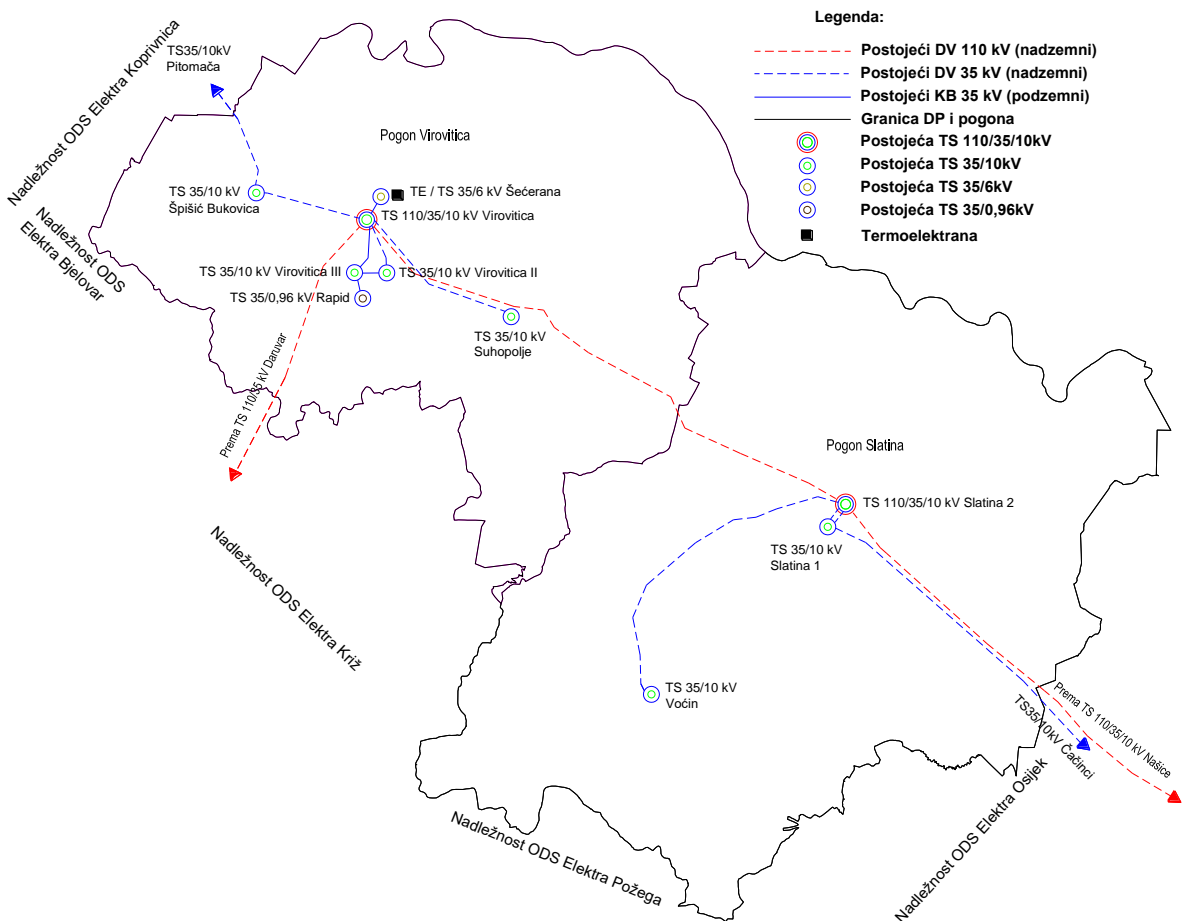 Legenda:
Postojeći DV 110 kV (nadzemni)
Postojeći DV 35 kV (nadzemni)
Postojeći KB 35 kV (podzemni)
Granica DP i pogona
Postojeća TS 110/35/10kV
Postojeća TS 35/10kV
Postojeća TS 35/6kV
Postojeća TS 35/0,96kV
Termoelektrana
TS35/10kV
Pitomača
Nadležnost ODS Elektra Koprivnica
Pogon Virovitica
TS 35/10 kV
Špišić Bukovica
TE / TS 35/6 kV Šećerana
TS 110/35/10 kV Virovitica
Nadležnost ODS
Elektra Bjelovar
TS 35/10 kV Virovitica III
TS 35/10 kV Virovitica II
TS 35/0,96 kV Rapid
TS 35/10 kV
Suhopolje
Prema TS 110/35 kV Daruvar
Pogon Slatina
TS 110/35/10 kV Slatina 2
TS 35/10 kV
Slatina 1
Nadležnost ODS Elektra Križ
TS 35/10 kV
Voćin
Prema TS 110/35/10 kV Našice
TS35/10kV Čačinci
Nadležnost ODS Elektra Požega
Nadležnost ODS Elektra Osijek